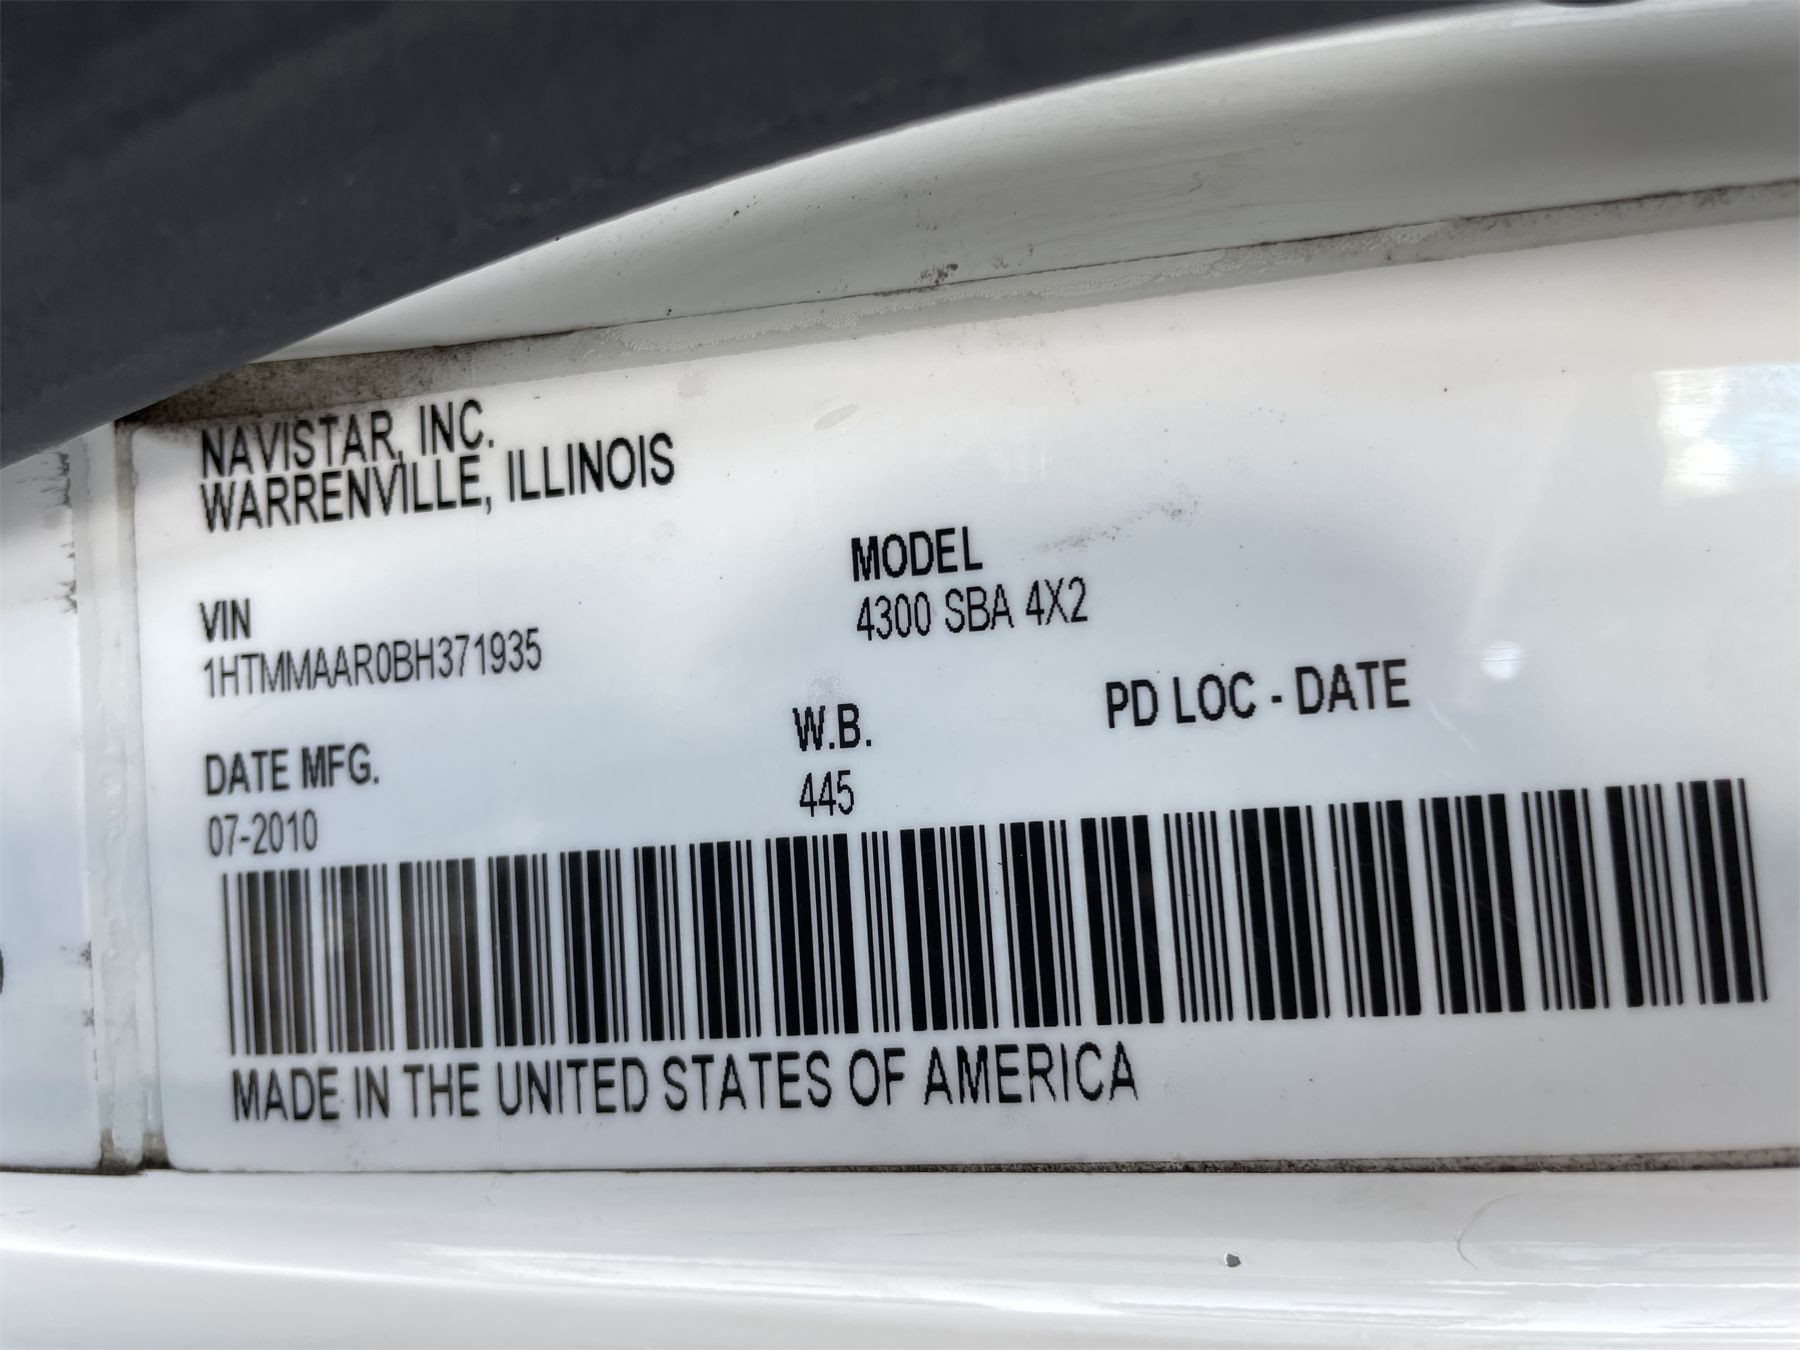 NAVISTAR, INC.
WARRENVILLE, ILLINOIS
VIN
1HTMMAAR0BH371935
MODEL
4300 SBA 4X2
DATE MFG.
07-2010
W.B.
445
PD LOC - DATE
MADE IN THE UNITED STATES OF AMERICA